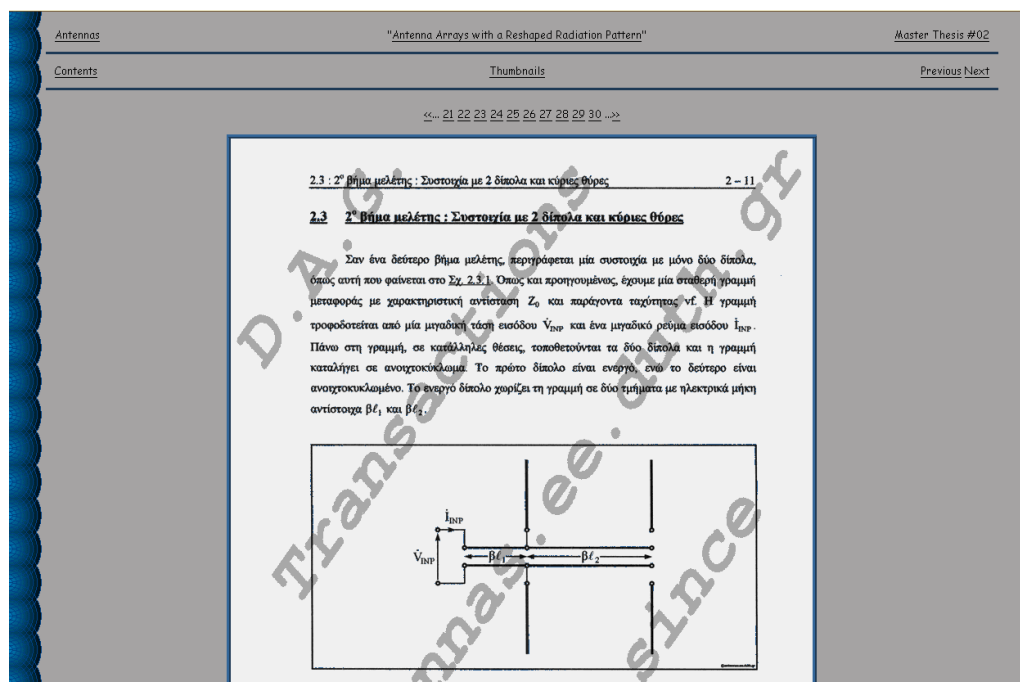 Antennas "Antenna Arrays with a Reshaped Radiation Pattern" Master Thesis #02
Contents Thumbnails Previous Next
<<... 21 22 23 24 25 26 27 28 29 30 ...>>
2.3 : 2º βήμα μελέτης : Συστοιχία με 2 δίπολα και κύριες θύρες 2 – 11
2.3 2º βήμα μελέτης : Συστοιχία με 2 δίπολα και κύριες θύρες
Σαν ένα δεύτερο βήμα μελέτης, περιγράφεται μία συστοιχία με μόνο δύο δίπολα,
όπως αυτή που φαίνεται στο Σχ. 2.3.1. Όπως και προηγουμένως, έχουμε μία σταθερή γραμμή
μεταφοράς με χαρακτηριστική αντίσταση Z₀ και παράγοντα ταχύτητας vf. Η γραμμή
τροφοδοτείται από μία μιγαδική τάση εισόδου V̇INP και ένα μιγαδικό ρεύμα εισόδου İINP.
Πάνω στη γραμμή, σε κατάλληλες θέσεις, τοποθετούνται τα δύο δίπολα και η γραμμή
καταλήγει σε ανοιχτοκύκλωμα. Το πρώτο δίπολο είναι ενεργό, ενώ το δεύτερο είναι
ανοιχτοκυκλωμένο. Το ενεργό δίπολο χωρίζει τη γραμμή σε δύο τμήματα με ηλεκτρικά μήκη
αντίστοιχα βℓ₁ και βℓ₂.
İINP
V̇INP βℓ₁ βℓ₂
D.A.G.
Transactions
ee.duth.gr
since